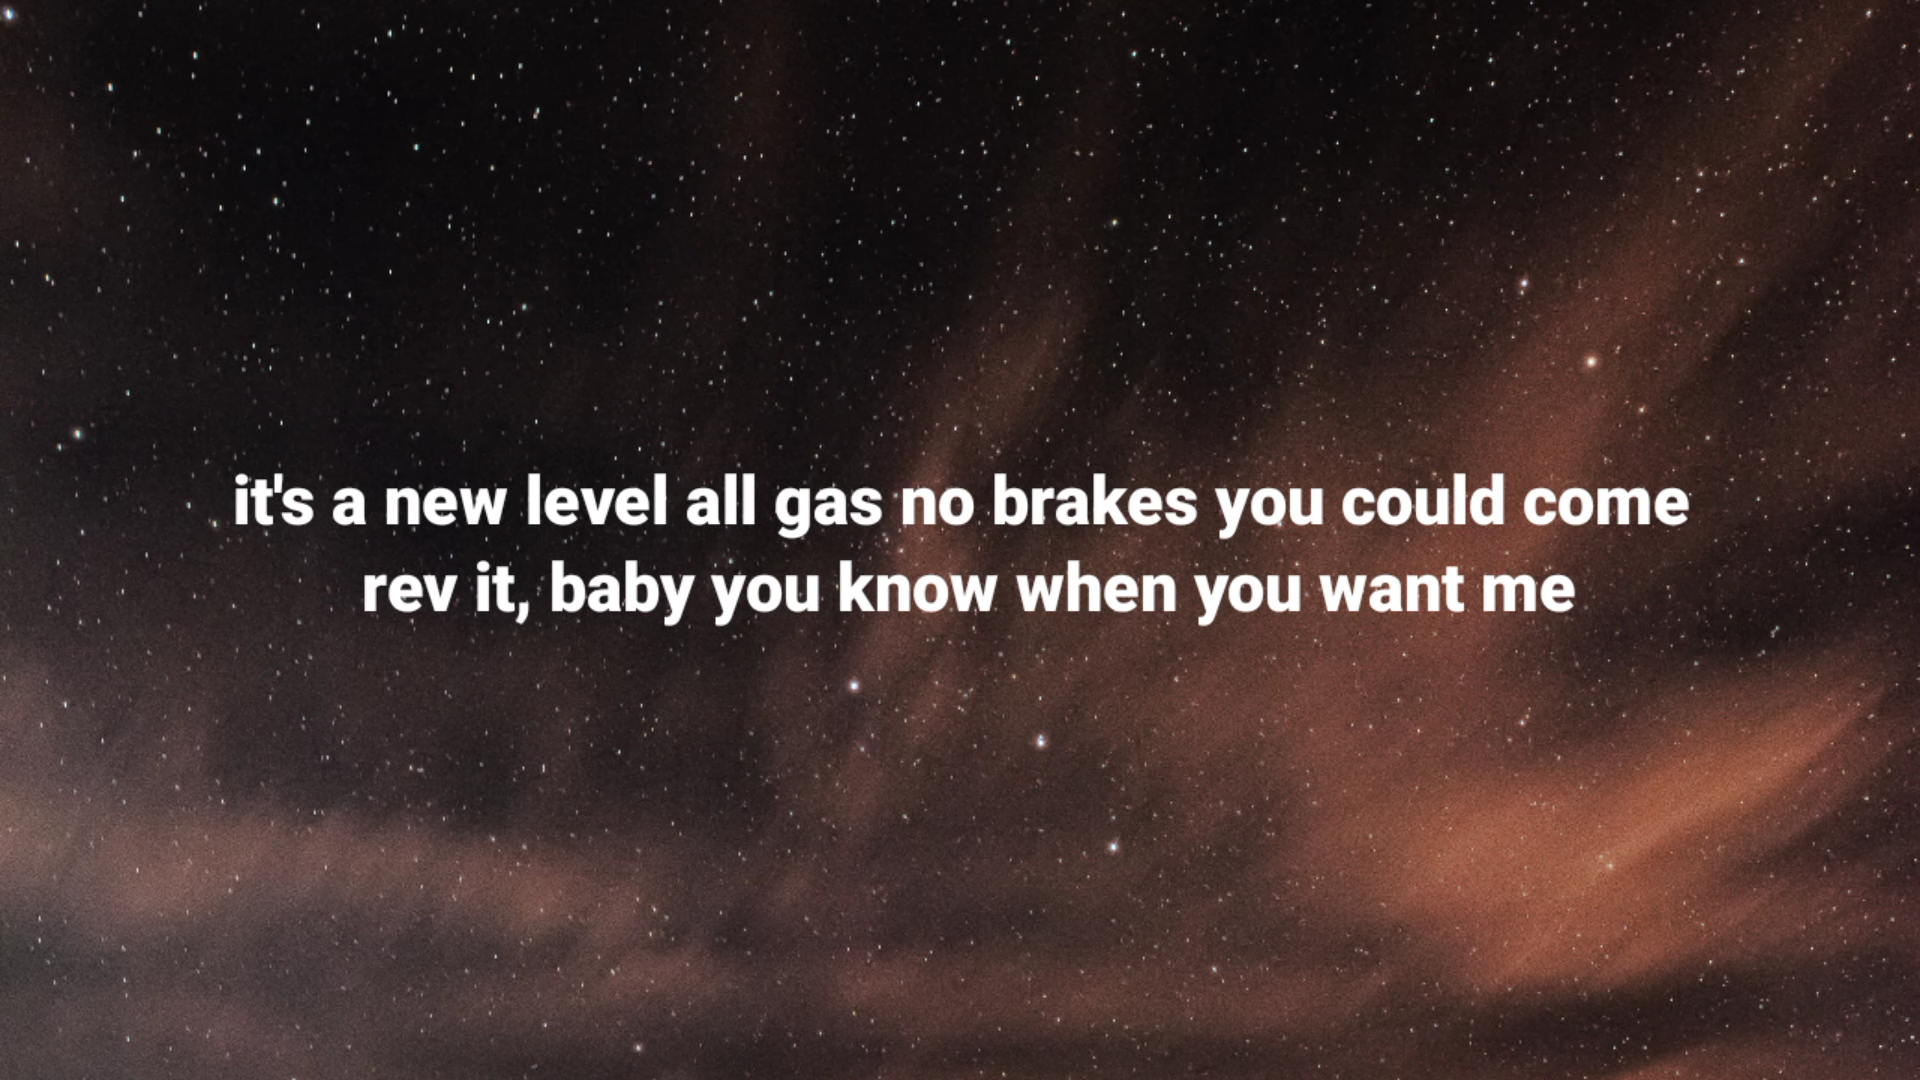 it's a new level all gas no brakes you could come
rev it, baby you know when you want me